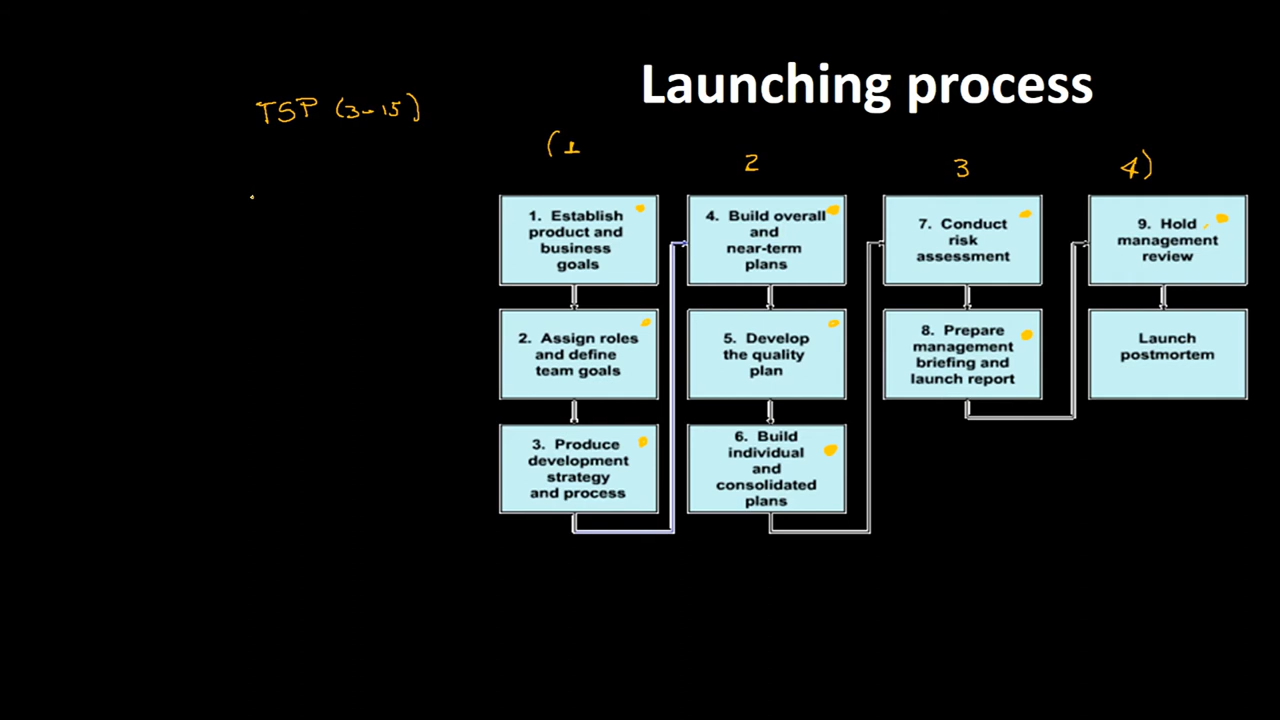 Launching process
TSP (3-15)
(1
2
3
4)
1. Establish
product and
business
goals
2. Assign roles
and define
team goals
3. Produce
development
strategy
and process
4. Build overall
and
near-term
plans
5. Develop
the quality
plan
6. Build
individual
and
consolidated
plans
7. Conduct
risk
assessment
8. Prepare
management
briefing and
launch report
9. Hold
management
review
Launch
postmortem